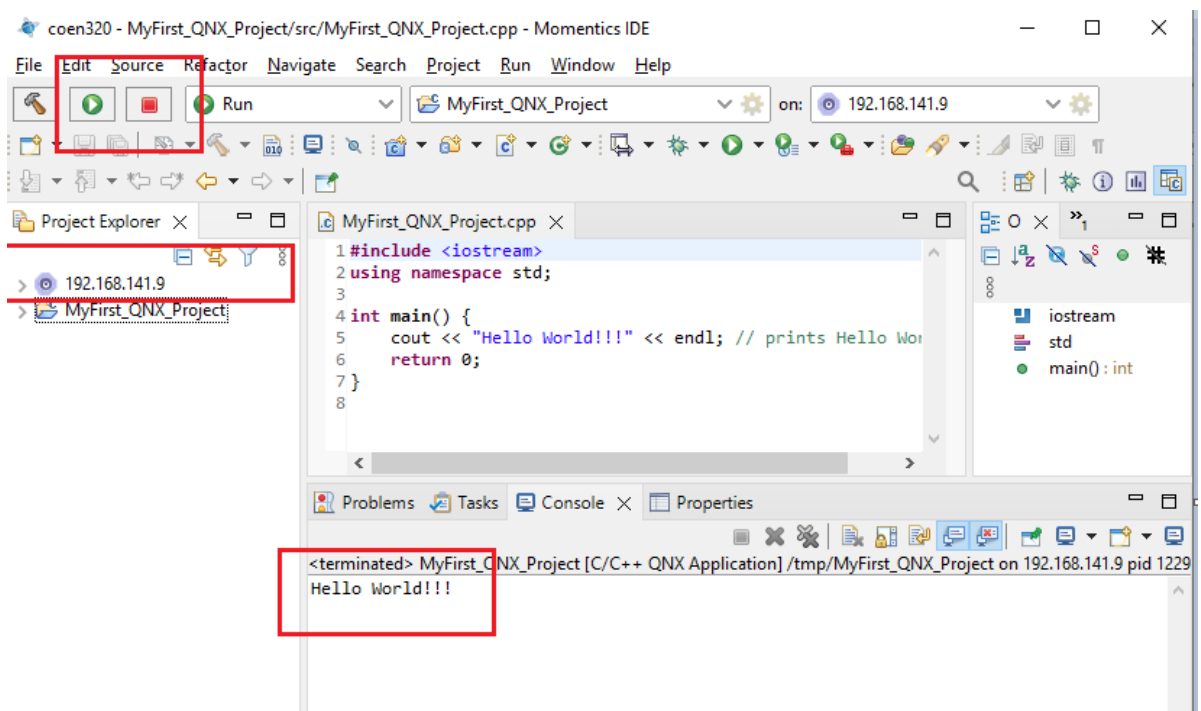 coen320 - MyFirst_QNX_Project/src/MyFirst_QNX_Project.cpp - Momentics IDE
File Edit Source Refactor Navigate Search Project Run Window Help
Run MyFirst_QNX_Project on: 192.168.141.9
Project Explorer
192.168.141.9
MyFirst_QNX_Project
MyFirst_QNX_Project.cpp
1 #include <iostream>
2 using namespace std;
3
4 int main() {
5 cout << "Hello World!!!" << endl; // prints Hello Wor
6 return 0;
7 }
8
O
iostream
std
main() : int
Problems Tasks Console Properties
<terminated> MyFirst_QNX_Project [C/C++ QNX Application] /tmp/MyFirst_QNX_Project on 192.168.141.9 pid 1229
Hello World!!!